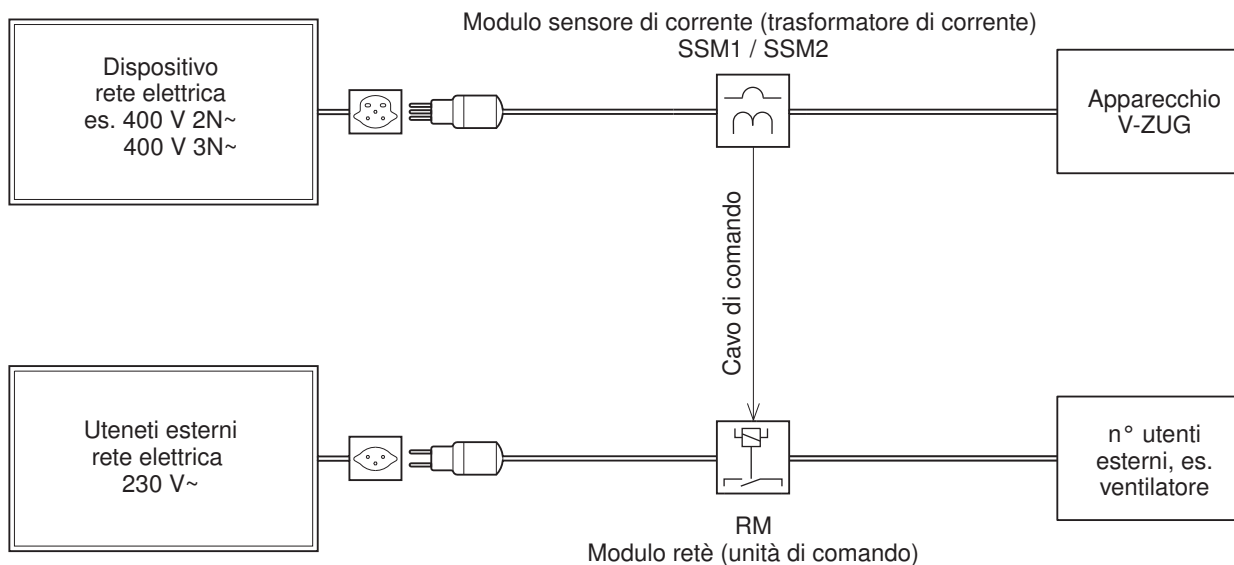 Modulo sensore di corrente (trasformatore di corrente)
SSM1 / SSM2
Dispositivo
rete elettrica
es. 400 V 2N~
400 V 3N~
Apparecchio
V-ZUG
Cavo di comando
Uteneti esterni
rete elettrica
230 V~
n° utenti
esterni, es.
ventilatore
RM
Modulo retè (unità di comando)